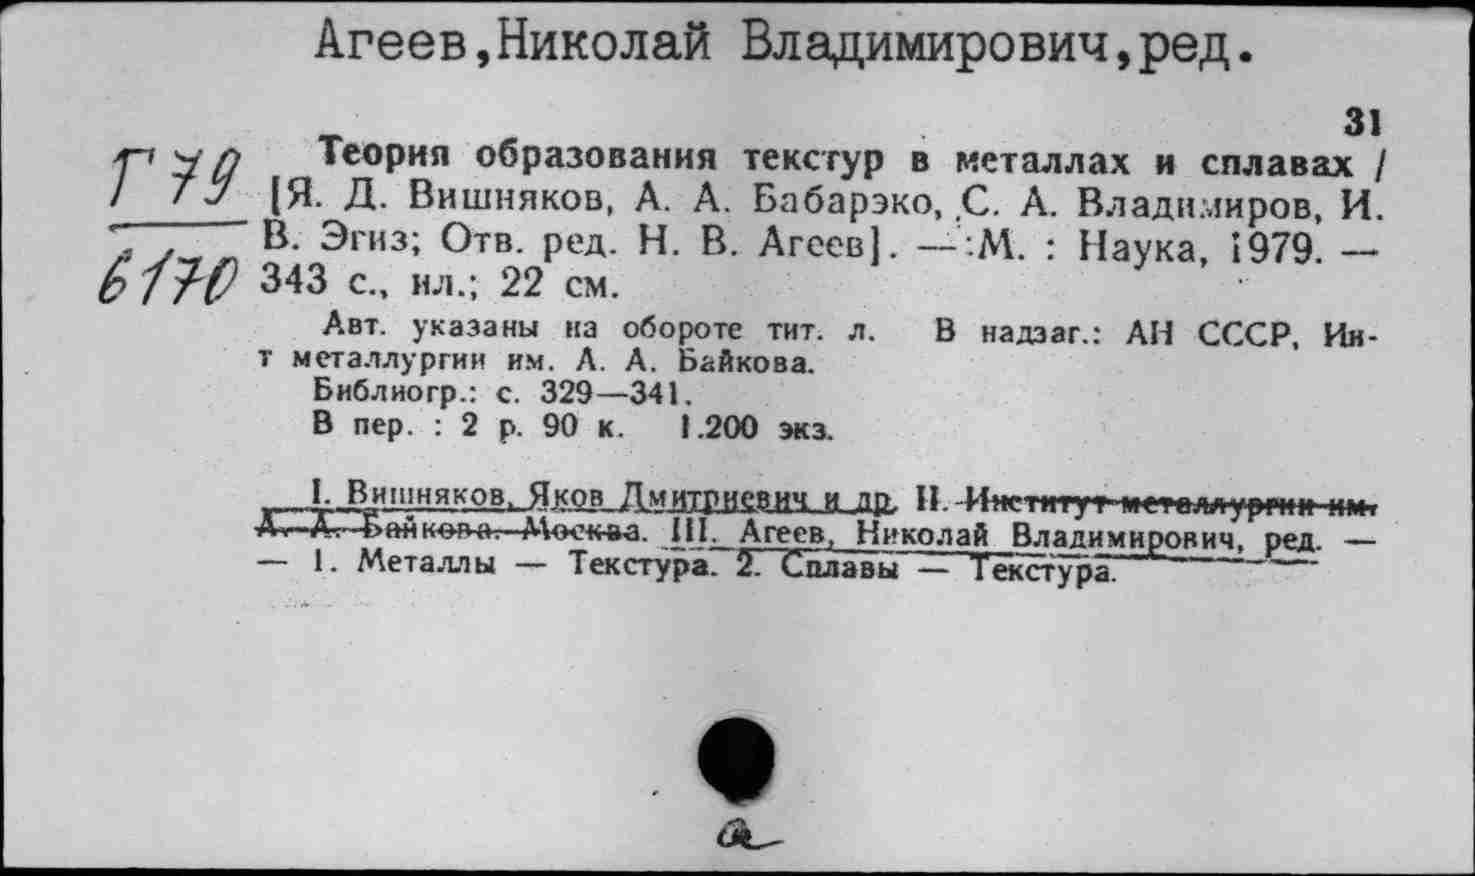 Агеев,Николай Владимирович,ред.
31
Г 79
6170
Теория образования текстур в металлах и сплавах /
[Я. Д. Вишняков, А. А. Бабарэко, С. А. Владимиров, И.
В. Эгиз; Отв. ред. Н. В. Агеев]. — М. : Наука, 1979. —
343 с., ил.; 22 см.
Авт. указаны на обороте тит. л. В надзаг.: АН СССР, Ин-
т металлургии им. А. А. Байкова.
Библиогр.: с. 329—341.
В пер. : 2 р. 90 к. 1.200 экз.
I. Вишняков, Яков Дмитриевич и др. II. Институт металлургии им.
А. А. Байкова. Москва. III. Агеев, Николай Владимирович, ред. —
— 1. Металлы — Текстура. 2. Сплавы — Текстура.